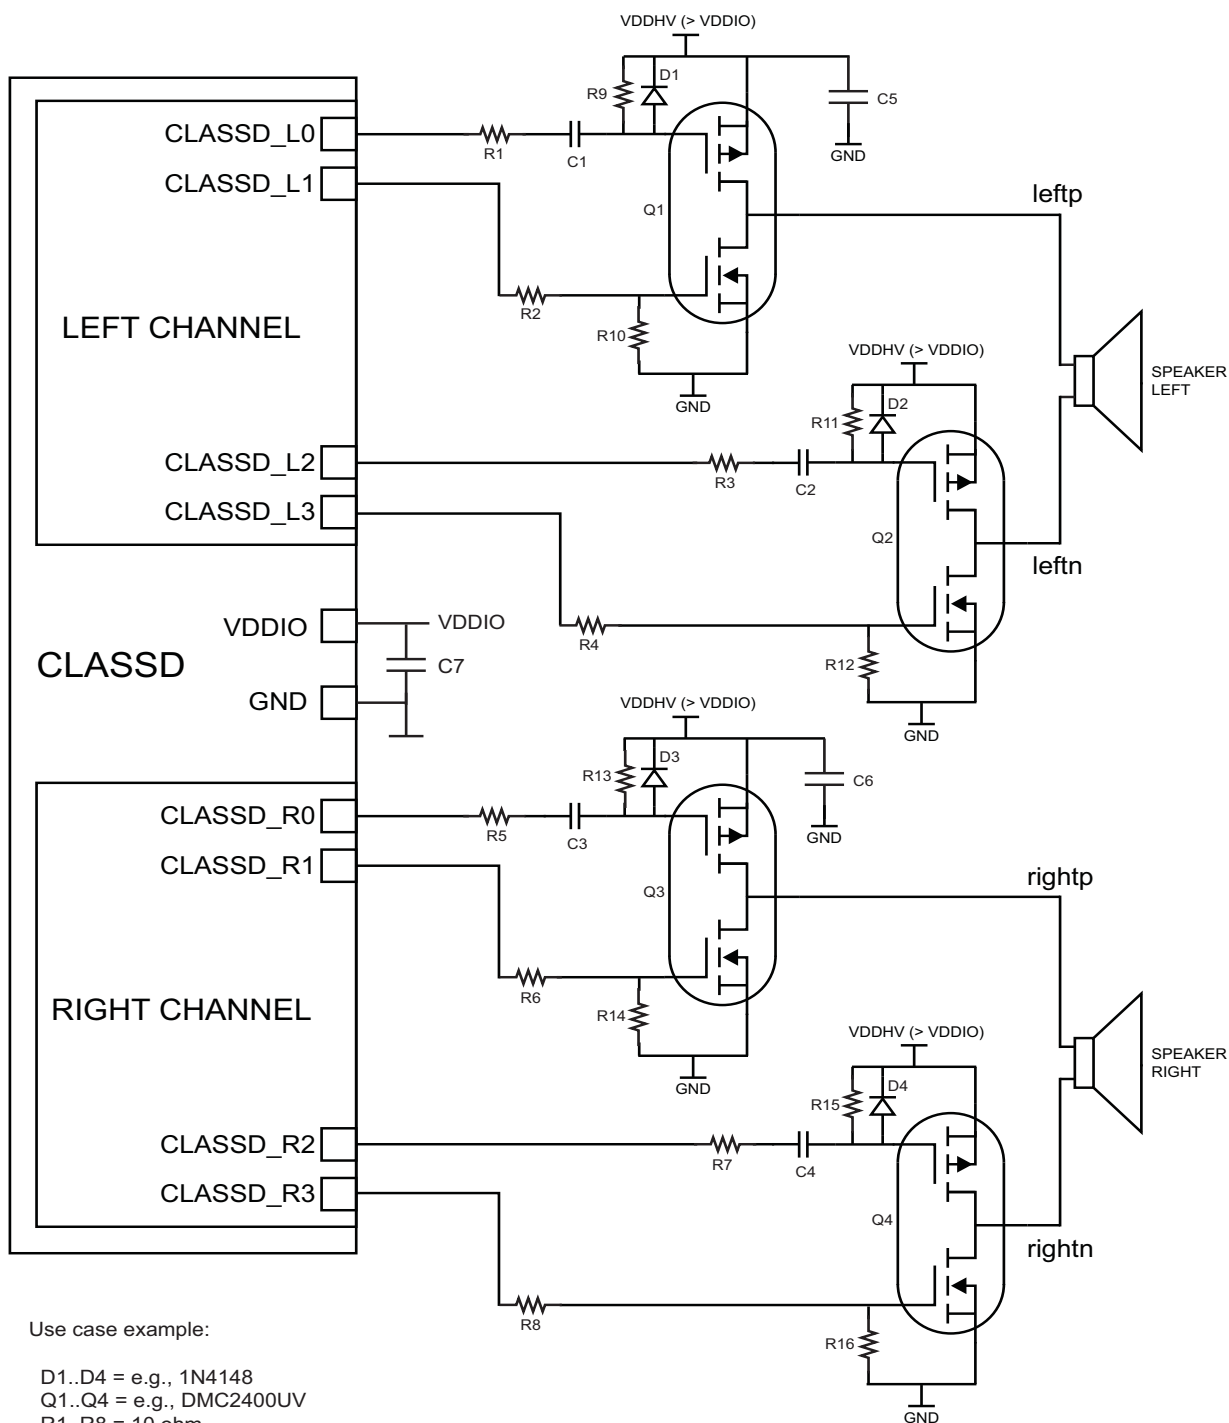 VDDHV (> VDDIO)
D1
R9
C5
CLASSD_L0
R1
C1
GND
CLASSD_L1
leftp
Q1
R2
LEFT CHANNEL
R10
VDDHV (> VDDIO)
GND
SPEAKER
LEFT
D2
R11
CLASSD_L2
R3
C2
CLASSD_L3
Q2
leftn
VDDIO
VDDIO
R4
CLASSD
C7
R12
GND
VDDHV (> VDDIO)
GND
D3
R13
C6
CLASSD_R0
R5
C3
GND
CLASSD_R1
rightp
Q3
R6
RIGHT CHANNEL
R14
VDDHV (> VDDIO)
SPEAKER
RIGHT
GND
D4
R15
CLASSD_R2
R7
C4
CLASSD_R3
Q4
rightn
R8
Use case example:
R16
D1..D4 = e.g., 1N4148
Q1..Q4 = e.g., DMC2400UV
R1..R8 = 10 ohm
GND